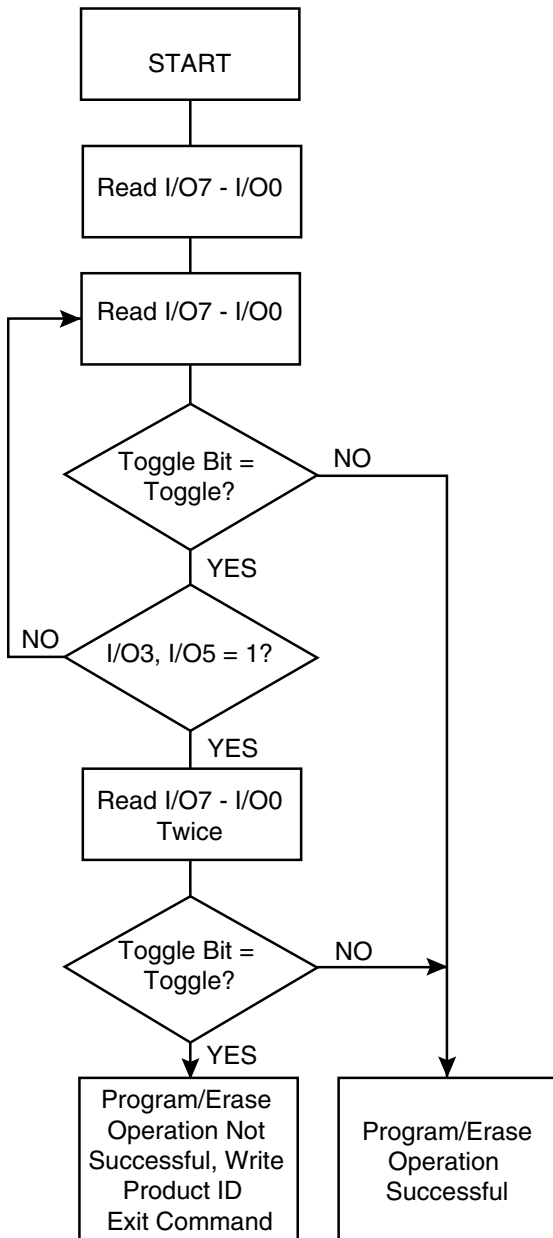 START
Read I/O7 - I/O0
Read I/O7 - I/O0
Toggle Bit =
Toggle?
NO
YES
NO
I/O3, I/O5 = 1?
YES
Read I/O7 - I/O0
Twice
Toggle Bit =
Toggle?
NO
YES
Program/Erase
Operation Not
Successful, Write
Product ID
Exit Command
Program/Erase
Operation
Successful